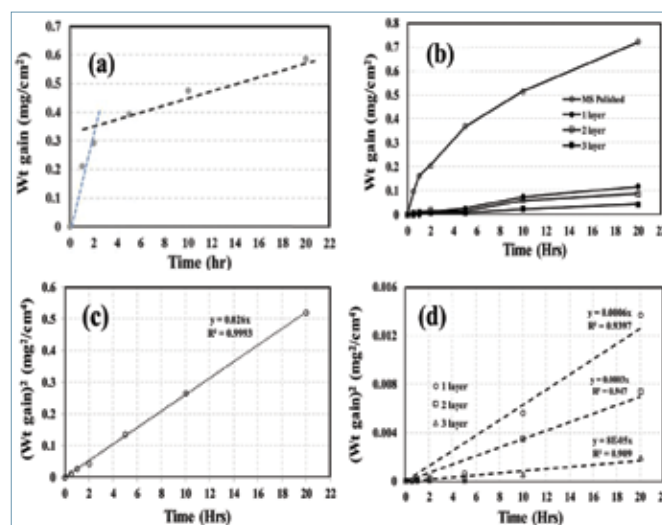 (a)
Wt gain (mg/cm²)
0.7
0.6
0.5
0.4
0.3
0.2
0.1
0
0 2 4 6 8 10 12 14 16 18 20 22
Time (hr)
(b)
Wt gain (mg/cm²)
0.8
0.7
0.6
0.5
0.4
0.3
0.2
0.1
0
MS Polished
1 layer
2 layer
3 layer
0 2 4 6 8 10 12 14 16 18 20 22
Time (Hrs)
(c)
(Wt gain)² (mg²/cm⁴)
0.6
0.5
0.4
0.3
0.2
0.1
0
y = 0.026x
R² = 0.9993
0 2 4 6 8 10 12 14 16 18 20 22
Time (Hrs)
(d)
(Wt gain)² (mg²/cm⁴)
0.016
0.012
0.008
0.004
0
y = 0.0006x
R² = 0.9397
1 layer
2 layer
3 layer
y = 0.0003x
R² = 0.947
y = 8E-05x
R² = 0.909
0 2 4 6 8 10 12 14 16 18 20 22
Time (Hrs)